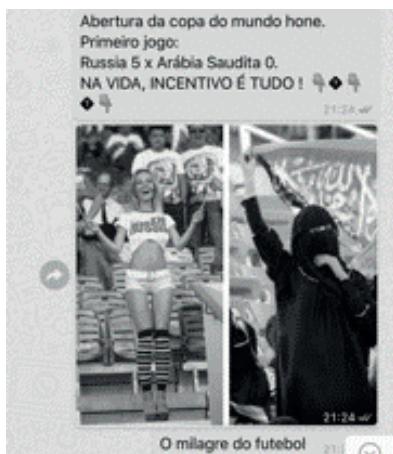 Abertura da copa do mundo hone.
Primeiro jogo:
Russia 5 x Arábia Saudita 0.
NA VIDA, INCENTIVO É TUDO !
21:24
RUSSIA
21:24
O milagre do futebol